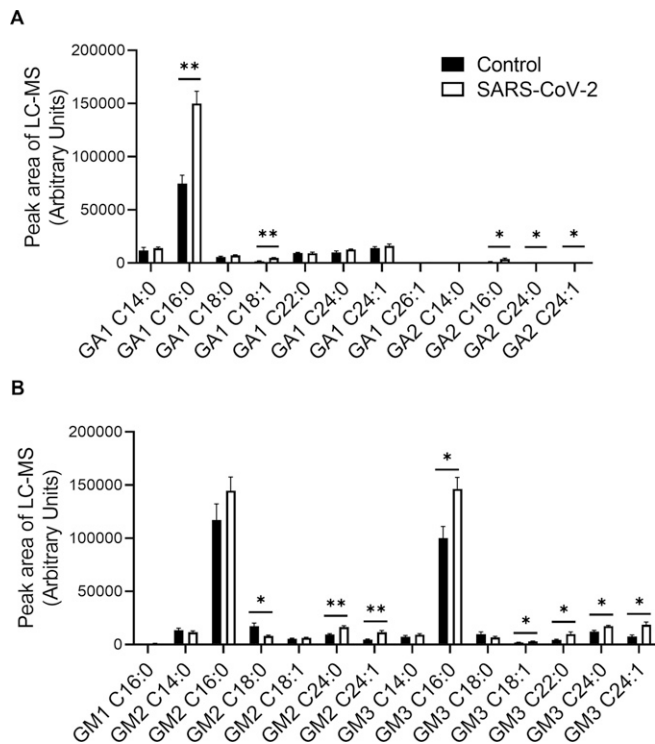 A
Peak area of LC-MS
(Arbitrary Units)
200000
150000
100000
50000
0
**
**
*
*
*
Control
SARS-CoV-2
GA1 C14:0
GA1 C16:0
GA1 C18:0
GA1 C18:1
GA1 C22:0
GA1 C24:0
GA1 C24:1
GA1 C26:1
GA2 C14:0
GA2 C16:0
GA2 C24:0
GA2 C24:1
B
Peak area of LC-MS
(Arbitrary Units)
200000
150000
100000
50000
0
*
**
**
*
*
*
*
*
GM1 C16:0
GM2 C14:0
GM2 C16:0
GM2 C18:0
GM2 C18:1
GM2 C24:0
GM2 C24:1
GM3 C14:0
GM3 C16:0
GM3 C18:0
GM3 C18:1
GM3 C22:0
GM3 C24:0
GM3 C24:1